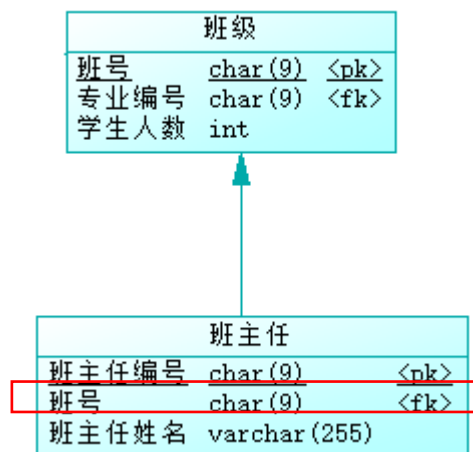 班级
班号 char(9) <pk>
专业编号 char(9) <fk>
学生人数 int
班主任
班主任编号 char(9) <pk>
班号 char(9) <fk>
班主任姓名 varchar(255)